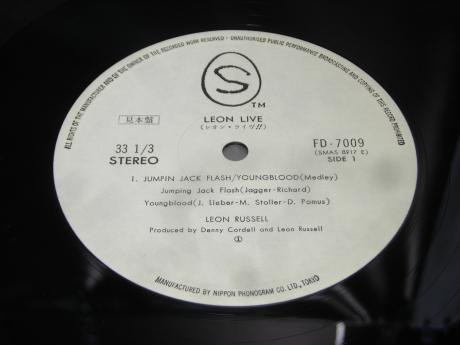 ALL RIGHTS OF THE MANUFACTURER AND OF THE OWNER OF THE RECORDED WORK RESERVED · UNAUTHORISED PUBLIC PERFORMANCE BROADCASTING AND COPYING OF THIS RECORD PROHIBITED
S
TM
LEON LIVE
(レオン・ライヴ!!)
見本盤
33 1/3
STEREO
FD-7009
(SMAS 8917 E)
SIDE 1
1. JUMPIN JACK FLASH/YOUNGBLOOD(Medley)
Jumping Jack Flash(Jagger-Richard)
Youngblood(J. Lieber-M. Stoller-D. Pomus)
LEON RUSSELL
Produced by Denny Cordell and Leon Russell
MANUFACTURED BY NIPPON PHONOGRAM CO. LTD., TOKYO